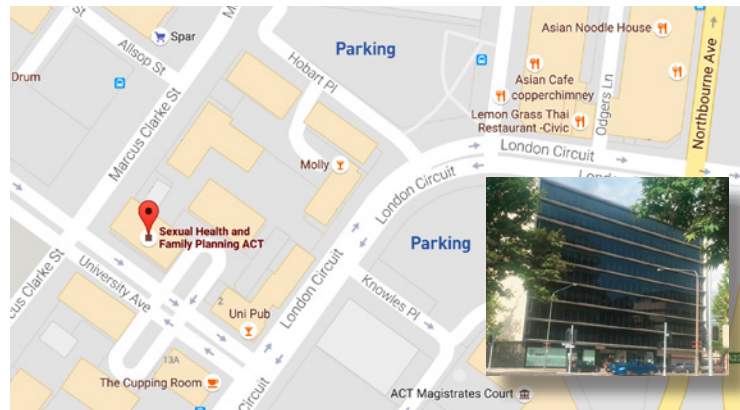 Spar
Allsop St
Drum
Marcus Clarke St
Parking
Hobart Pl
Asian Noodle House
Asian Cafe
copperchimney
Lemon Grass Thai
Restaurant -Civic
Odgers Ln
Northbourne Ave
London Circuit
London Circuit
Molly
Sexual Health and
Family Planning ACT
Parking
London Circuit
Knowles Pl
University Ave
cus Clarke St
2
Uni Pub
13A
The Cupping Room
Circuit
ACT Magistrates Court